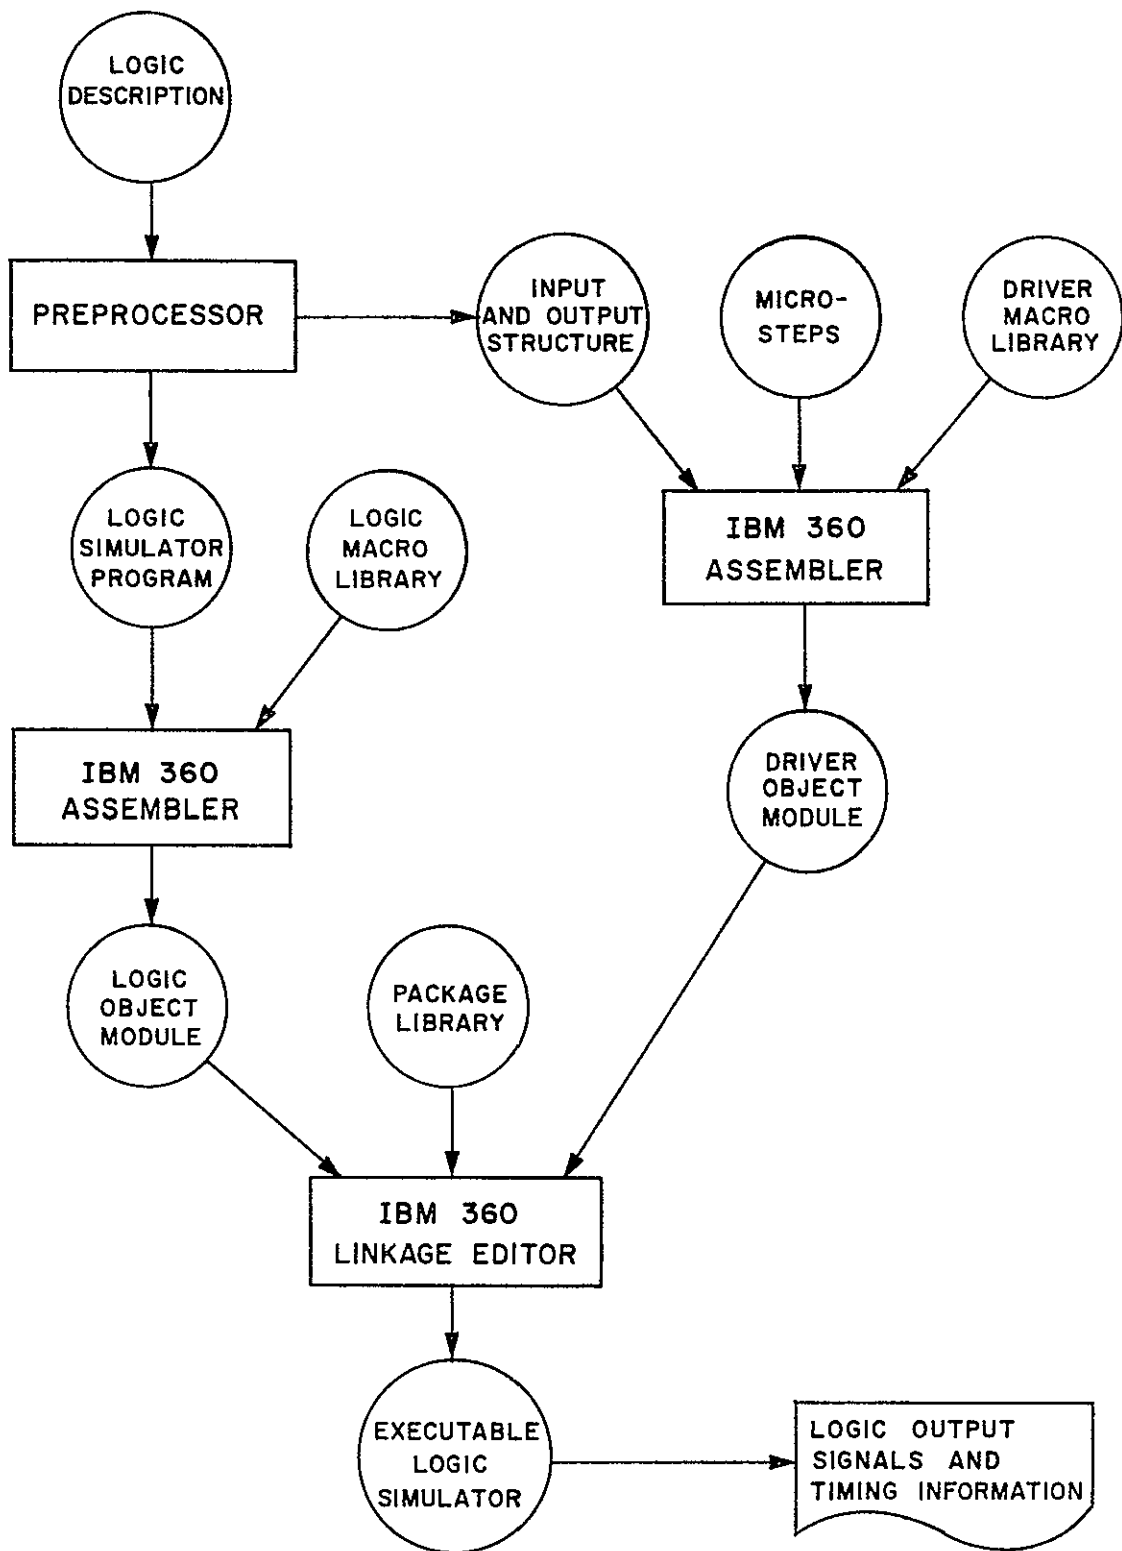 LOGIC
DESCRIPTION
PREPROCESSOR
INPUT
AND OUTPUT
STRUCTURE
MICRO-
STEPS
DRIVER
MACRO
LIBRARY
LOGIC
SIMULATOR
PROGRAM
LOGIC
MACRO
LIBRARY
IBM 360
ASSEMBLER
IBM 360
ASSEMBLER
DRIVER
OBJECT
MODULE
LOGIC
OBJECT
MODULE
PACKAGE
LIBRARY
IBM 360
LINKAGE EDITOR
EXECUTABLE
LOGIC
SIMULATOR
LOGIC OUTPUT
SIGNALS AND
TIMING INFORMATION